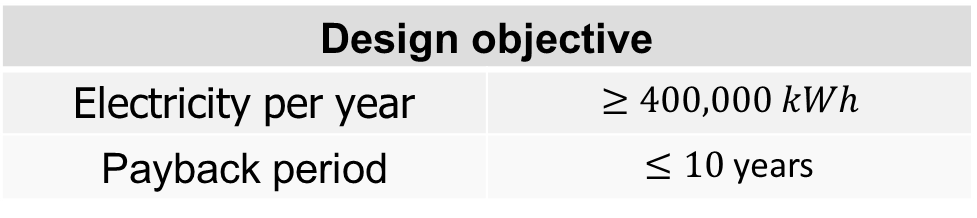 Design objective
Electricity per year ≥ 400,000 kWh
Payback period ≤ 10 years